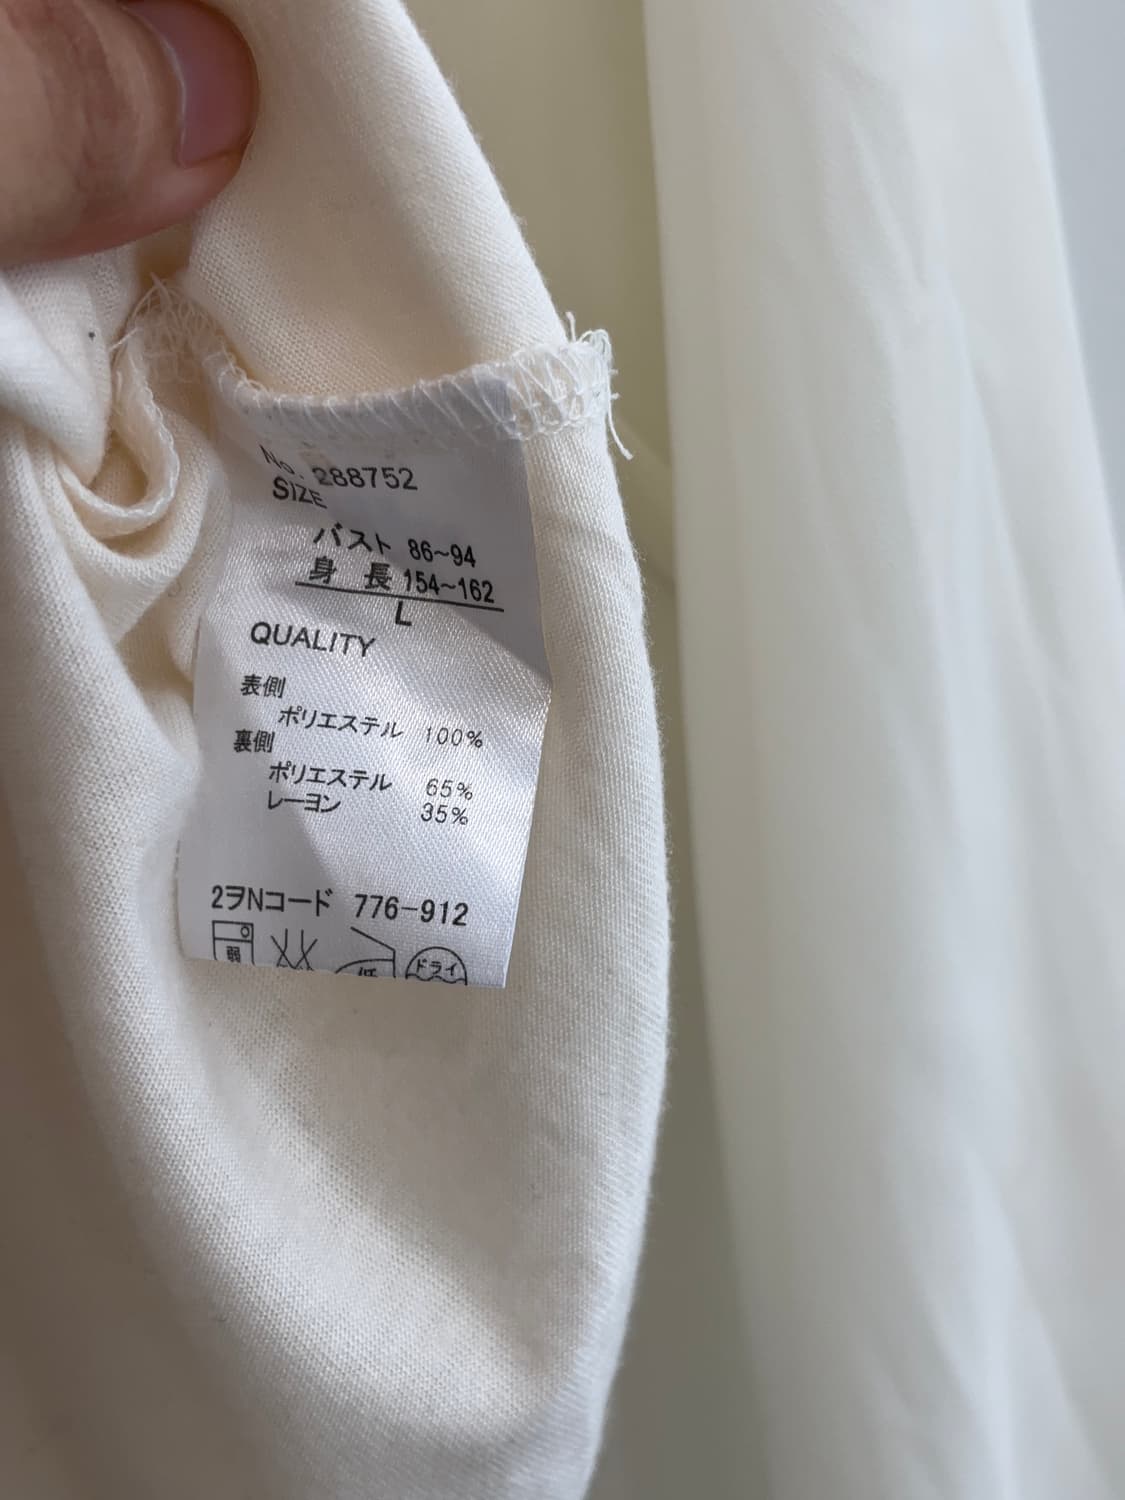 No. 288752
SIZE
バスト 86~94
身 長 154~162
L
QUALITY
表側
ポリエステル 100%
裏側
ポリエステル 65%
レーヨン 35%
2ヲNコード 776-912
弱 低 ドライ